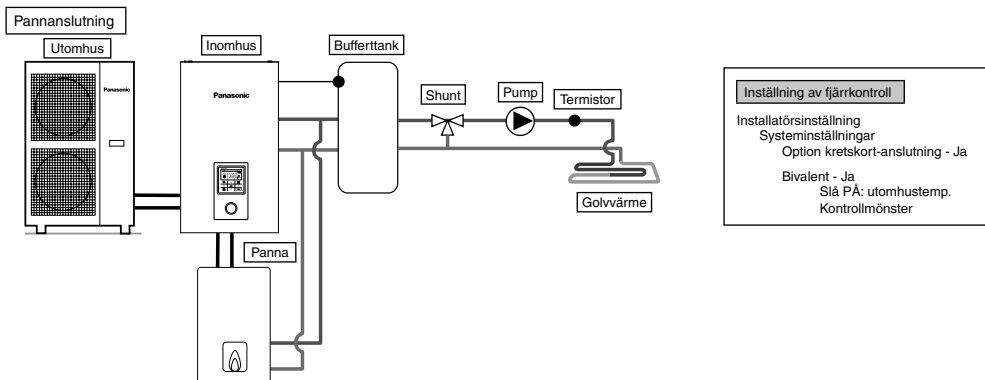 Pannanslutning
Utomhus
Inomhus
Bufferttank
Shunt
Pump
Termistor
Panasonic
Panasonic
Golvvärme
Panna
Inställning av fjärrkontroll
Installatörsinställning
Systeminställningar
Option kretskort-anslutning - Ja
Bivalent - Ja
Slå PÅ: utomhustemp.
Kontrollmönster